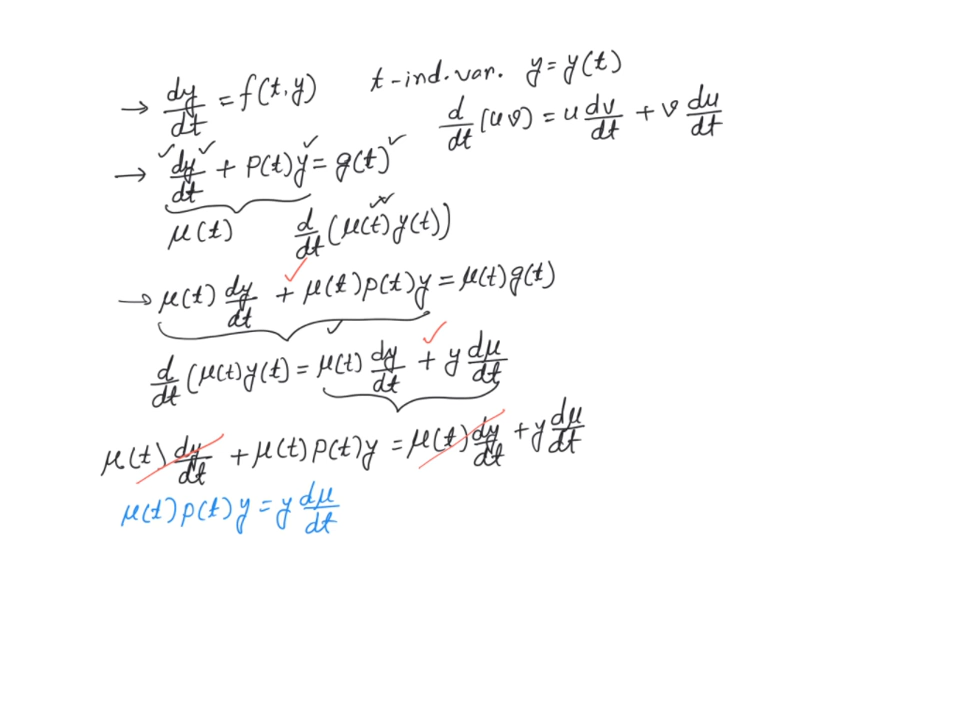 → dy/dt = f(t,y) t-ind.var. y=y(t)
d/dt (uv) = u dv/dt + v du/dt
→ dy/dt + P(t)y = g(t)
μ(t) d/dt (μ(t)y(t))
→ μ(t) dy/dt + μ(t)p(t)y = μ(t)g(t)
d/dt (μ(t)y(t) = μ(t) dy/dt + y dμ/dt
μ(t) dy/dt + μ(t)P(t)y = μ(t) dy/dt + y dμ/dt
μ(t)p(t)y = y dμ/dt